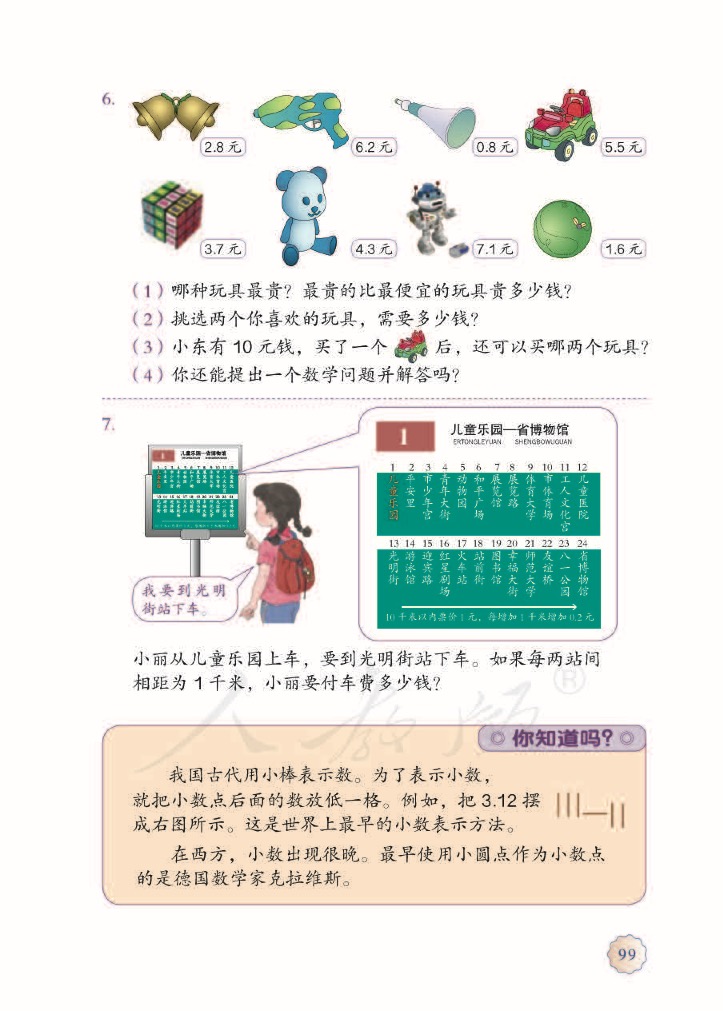 6.
2.8 元
6.2 元
0.8 元
5.5 元
3.7 元
4.3 元
7.1 元
1.6 元
(1) 哪种玩具最贵？最贵的比最便宜的玩具贵多少钱？
(2) 挑选两个你喜欢的玩具，需要多少钱？
(3) 小东有 10 元钱，买了一个 后，还可以买哪两个玩具？
(4) 你还能提出一个数学问题并解答吗？
7.
1
儿童乐园—省博物馆
ERTONGLEYUAN SHENGBOWUGUAN
1 2 3 4 5 6 7 8 9 10 11 12
儿童乐园
平安里
市少年宫
青年大街
动物园
和平广场
展览馆
展览路
体育大学
市体育场
工人文化宫
儿童医院
13 14 15 16 17 18 19 20 21 22 23 24
光明街
游泳馆
迎宾路
红星剧场
火车站
站前街
图书馆
幸福大街
师范大学
友谊桥
八一公园
省博物馆
10 千米以内票价 1 元，每增加 1 千米增加 0.2 元
1
儿童乐园—省博物馆
我要到光明
街站下车。
小丽从儿童乐园上车，要到光明街站下车。如果每两站间
相距为 1 千米，小丽要付车费多少钱？
人教版®
你知道吗？
我国古代用小棒表示数。为了表示小数，
就把小数点后面的数放低一格。例如，把 3.12 摆
成右图所示。这是世界上最早的小数表示方法。
在西方，小数出现很晚。最早使用小圆点作为小数点
的是德国数学家克拉维斯。
99